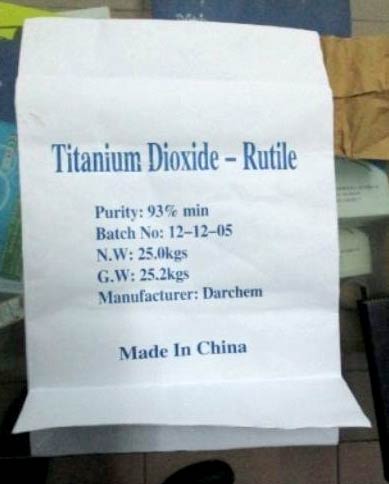 Titanium Dioxide – Rutile
Purity: 93% min
Batch No: 12–12–05
N.W: 25.0kgs
G.W: 25.2kgs
Manufacturer: Darchem
Made In China